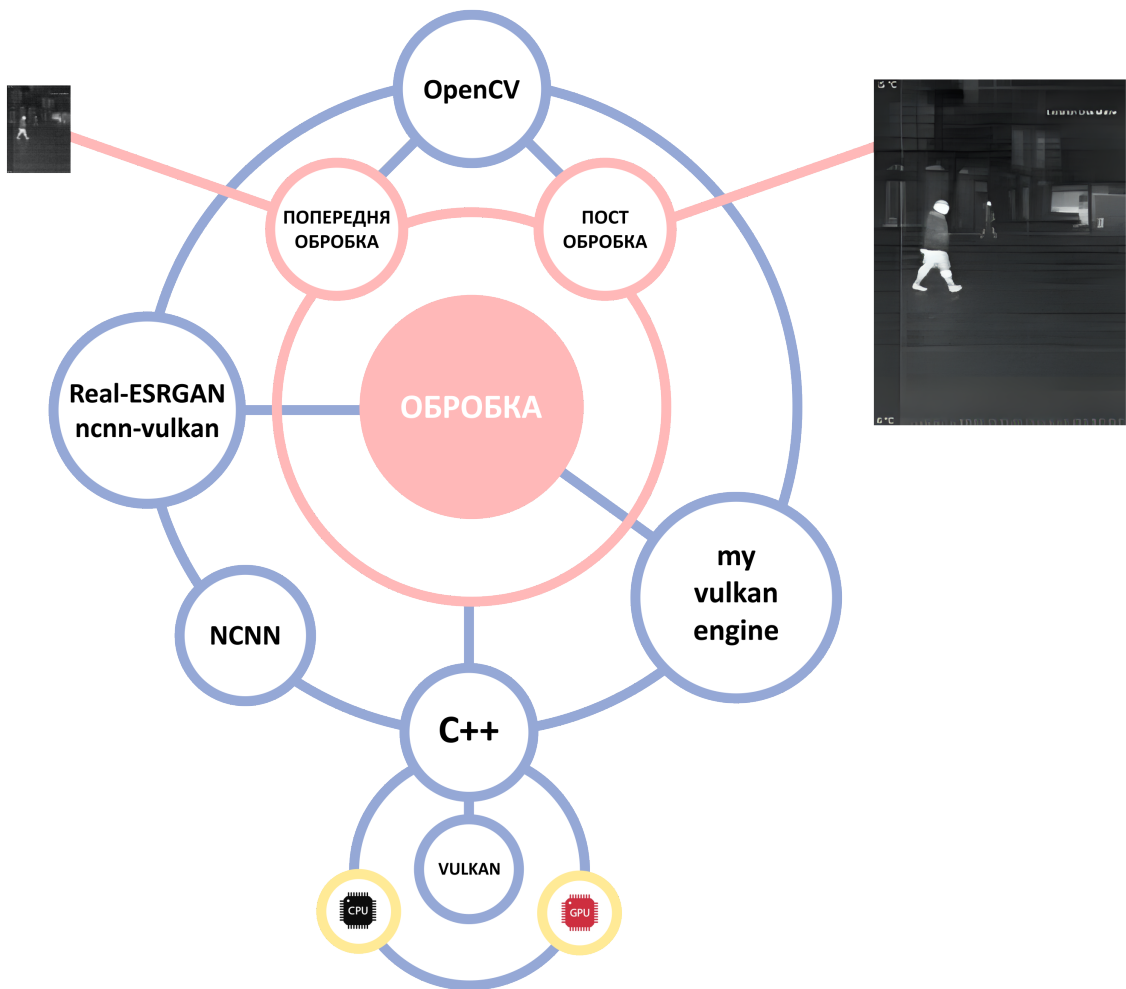 OpenCV
ПОПЕРЕДНЯ
ОБРОБКА
ПОСТ
ОБРОБКА
Real-ESRGAN
ncnn-vulkan
ОБРОБКА
my
vulkan
engine
NCNN
C++
VULKAN
CPU
GPU